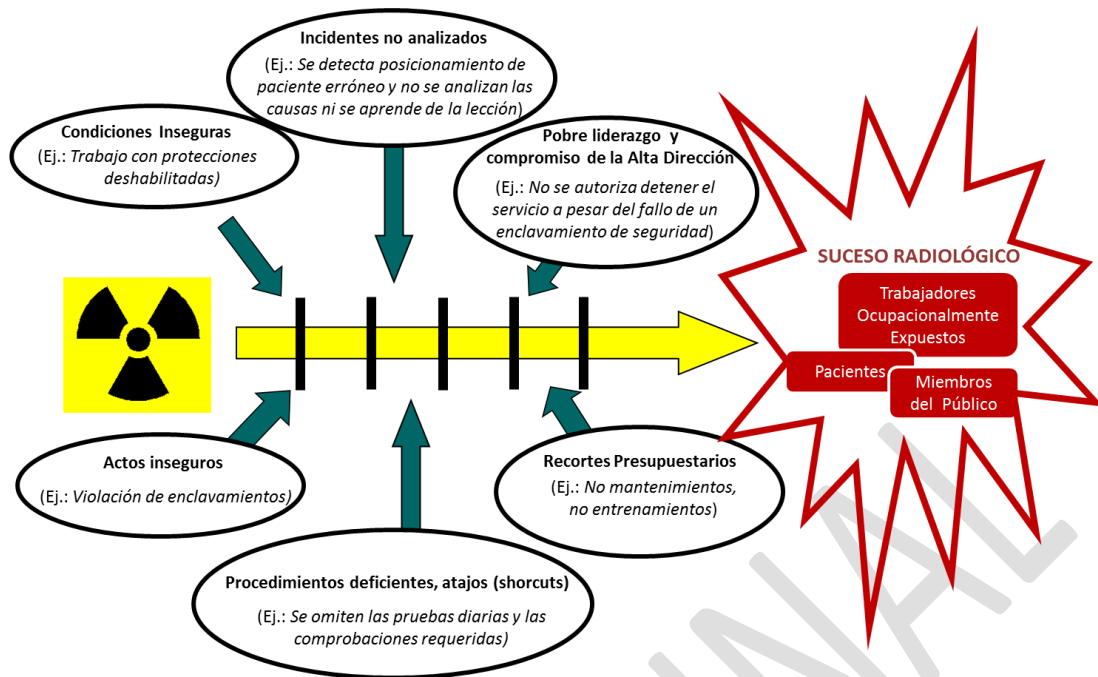 Incidentes no analizados
(Ej.: Se detecta posicionamiento de
paciente erróneo y no se analizan las
causas ni se aprende de la lección)
Condiciones Inseguras
(Ej.: Trabajo con protecciones
deshabilitadas)
Pobre liderazgo y
compromiso de la Alta Dirección
(Ej.: No se autoriza detener el
servicio a pesar del fallo de un
enclavamiento de seguridad)
SUCESO RADIOLÓGICO
Trabajadores
Ocupacionalmente
Expuestos
Pacientes
Miembros
del Público
Actos inseguros
(Ej.: Violación de enclavamientos)
Recortes Presupuestarios
(Ej.: No mantenimientos,
no entrenamientos)
Procedimientos deficientes, atajos (shorcuts)
(Ej.: Se omiten las pruebas diarias y las
comprobaciones requeridas)